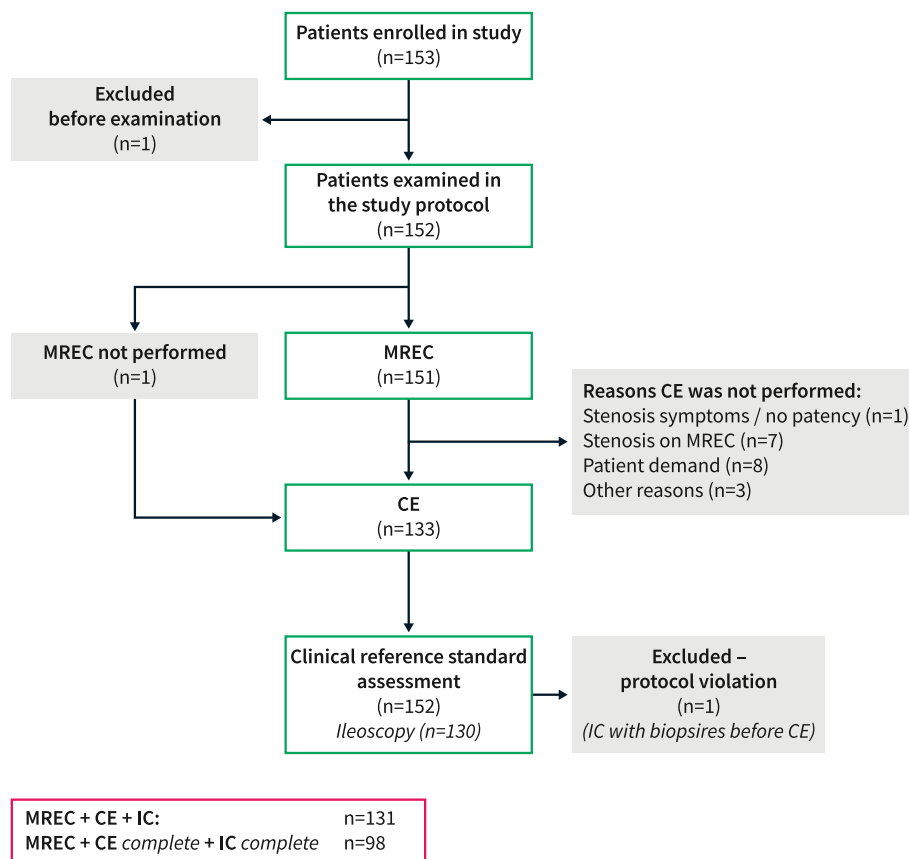 Patients enrolled in study
(n=153)
Excluded
before examination
(n=1)
Patients examined in
the study protocol
(n=152)
MREC not performed
(n=1)
MREC
(n=151)
Reasons CE was not performed:
Stenosis symptoms / no patency (n=1)
Stenosis on MREC (n=7)
Patient demand (n=8)
Other reasons (n=3)
CE
(n=133)
Clinical reference standard
assessment
(n=152)
Ileoscopy (n=130)
Excluded –
protocol violation
(n=1)
(IC with biopsires before CE)
MREC + CE + IC: n=131
MREC + CE complete + IC complete n=98